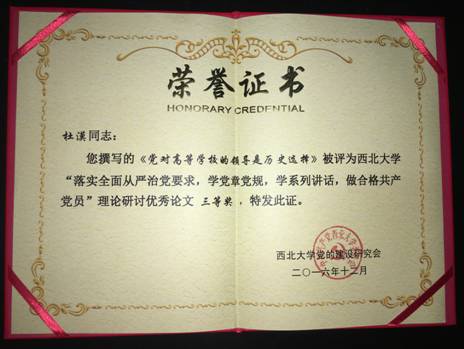 荣誉证书
HONORARY CREDENTIAL
杜漠同志：
您撰写的《党对高等学校的领导是历史选择》被评为西北大学
“落实全面从严治党要求，学党章党规，学系列讲话，做合格共产
党员”理论研讨优秀论文 三等奖，特发此证。
西北大学党的建设研究会
二〇一六年十二月